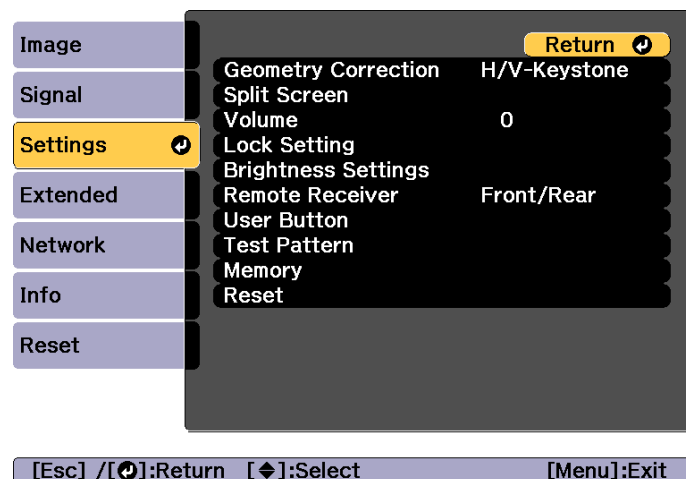 Image
Signal
Settings
Extended
Network
Info
Reset
Return
Geometry Correction H/V-Keystone
Split Screen
Volume 0
Lock Setting
Brightness Settings
Remote Receiver Front/Rear
User Button
Test Pattern
Memory
Reset
[Esc] /[⏎]:Return [◆]:Select [Menu]:Exit